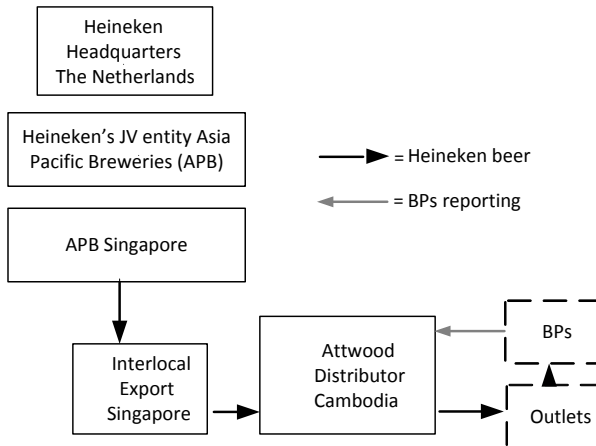 Heineken
Headquarters
The Netherlands
Heineken’s JV entity Asia
Pacific Breweries (APB)
= Heineken beer
= BPs reporting
APB Singapore
Interlocal
Export
Singapore
Attwood
Distributor
Cambodia
BPs
Outlets